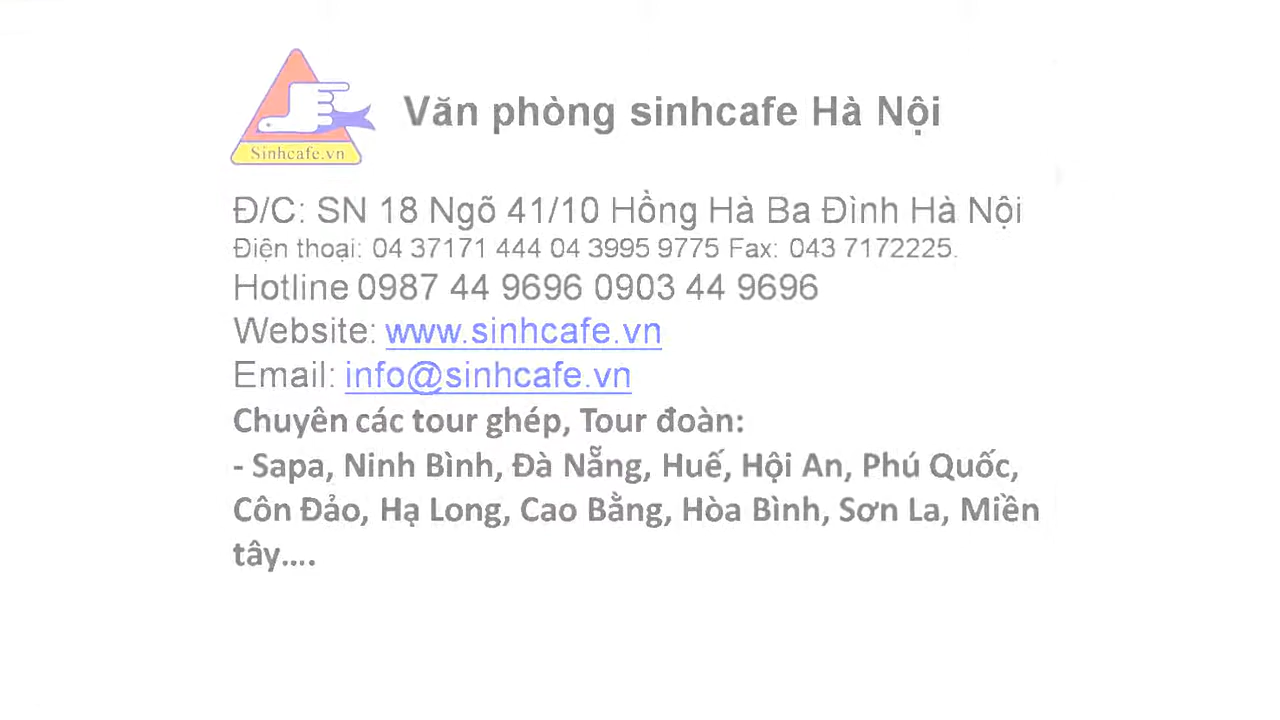 Văn phòng sinhcafe Hà Nội
Sinhcafe.vn
Đ/C: SN 18 Ngõ 41/10 Hồng Hà Ba Đình Hà Nội
Điện thoại: 04 37171 444 04 3995 9775 Fax: 043 7172225.
Hotline 0987 44 9696 0903 44 9696
Website: www.sinhcafe.vn
Email: info@sinhcafe.vn
Chuyên các tour ghép, Tour đoàn:
- Sapa, Ninh Bình, Đà Nẵng, Huế, Hội An, Phú Quốc,
Côn Đảo, Hạ Long, Cao Bằng, Hòa Bình, Sơn La, Miền
tây....